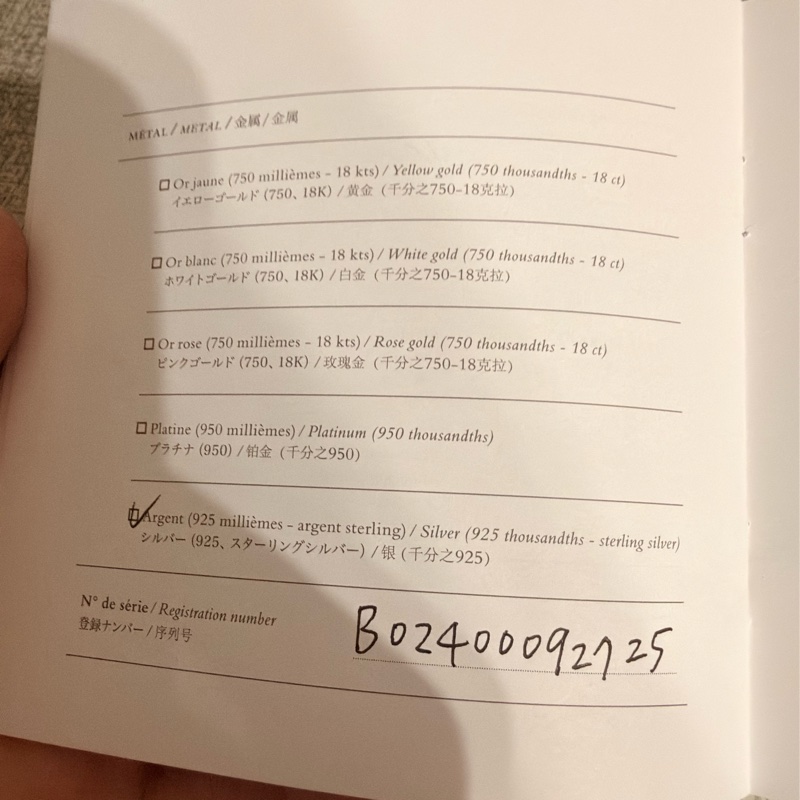 MÉTAL / METAL / 金属 / 金属
Or jaune (750 millièmes - 18 kts) / Yellow gold (750 thousandths - 18 ct)
イエローゴールド (750、18K) / 黄金 (千分之750-18克拉)
Or blanc (750 millièmes - 18 kts) / White gold (750 thousandths - 18 ct)
ホワイトゴールド (750、18K) / 白金 (千分之750-18克拉)
Or rose (750 millièmes - 18 kts) / Rose gold (750 thousandths - 18 ct)
ピンクゴールド (750、18K) / 玫瑰金 (千分之750-18克拉)
Platine (950 millièmes) / Platinum (950 thousandths)
プラチナ (950) / 铂金 (千分之950)
Argent (925 millièmes - argent sterling) / Silver (925 thousandths - sterling silver)
シルバー (925、スターリングシルバー) / 银 (千分之925)
N° de série / Registration number
登録ナンバー / 序列号
B02400092725